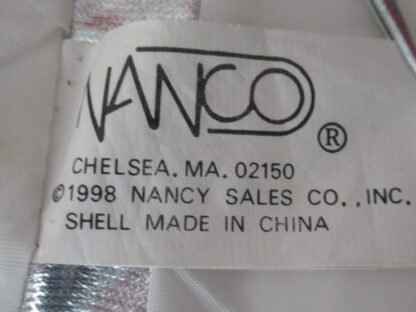 NANCO®
CHELSEA. MA. 02150
©1998 NANCY SALES CO., INC.
SHELL MADE IN CHINA